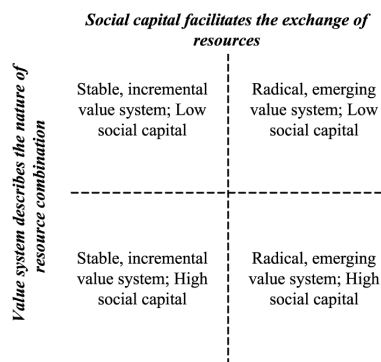 Social capital facilitates the exchange of
resources
Value system describes the nature of
resource combination
Stable, incremental
value system; Low
social capital
Radical, emerging
value system; Low
social capital
Stable, incremental
value system; High
social capital
Radical, emerging
value system; High
social capital